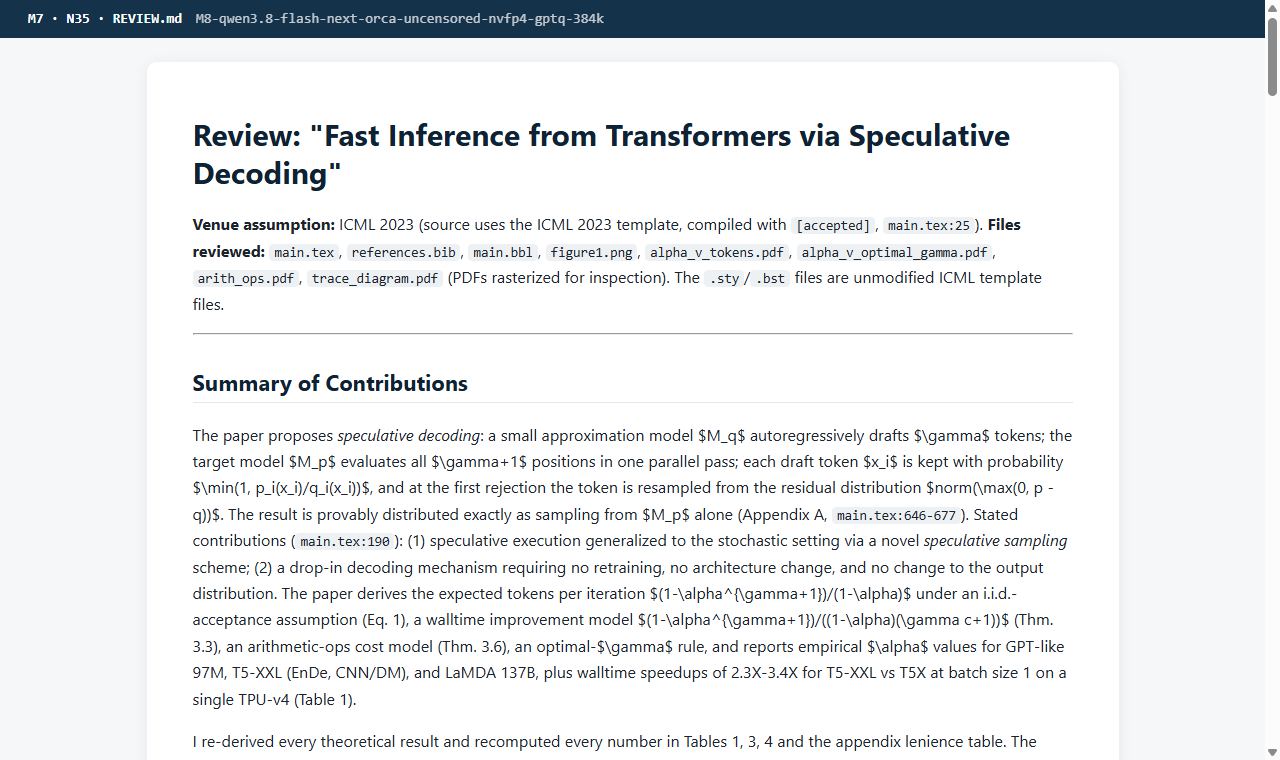 M7 • N35 • REVIEW.md M8-qwen3.8-flash-next-orca-uncensored-nvfp4-gptq-384k
Review: "Fast Inference from Transformers via Speculative
Decoding"
Venue assumption: ICML 2023 (source uses the ICML 2023 template, compiled with [accepted], main.tex:25). Files
reviewed: main.tex, references.bib, main.bbl, figure1.png, alpha_v_tokens.pdf, alpha_v_optimal_gamma.pdf,
arith_ops.pdf, trace_diagram.pdf (PDFs rasterized for inspection). The .sty/.bst files are unmodified ICML template
files.
Summary of Contributions
The paper proposes speculative decoding: a small approximation model $M_q$ autoregressively drafts $\gamma$ tokens; the
target model $M_p$ evaluates all $\gamma+1$ positions in one parallel pass; each draft token $x_i$ is kept with probability
$\min(1, p_i(x_i)/q_i(x_i))$, and at the first rejection the token is resampled from the residual distribution $norm(\max(0, p -
q))$. The result is provably distributed exactly as sampling from $M_p$ alone (Appendix A, main.tex:646-677). Stated
contributions (main.tex:190): (1) speculative execution generalized to the stochastic setting via a novel speculative sampling
scheme; (2) a drop-in decoding mechanism requiring no retraining, no architecture change, and no change to the output
distribution. The paper derives the expected tokens per iteration $(1-\alpha^{\gamma+1})/(1-\alpha)$ under an i.i.d.-
acceptance assumption (Eq. 1), a walltime improvement model $(1-\alpha^{\gamma+1})/((1-\alpha)(\gamma c+1))$ (Thm.
3.3), an arithmetic-ops cost model (Thm. 3.6), an optimal-$\gamma$ rule, and reports empirical $\alpha$ values for GPT-like
97M, T5-XXL (EnDe, CNN/DM), and LaMDA 137B, plus walltime speedups of 2.3X-3.4X for T5-XXL vs T5X at batch size 1 on a
single TPU-v4 (Table 1).
I re-derived every theoretical result and recomputed every number in Tables 1, 3, 4 and the appendix lenience table. The